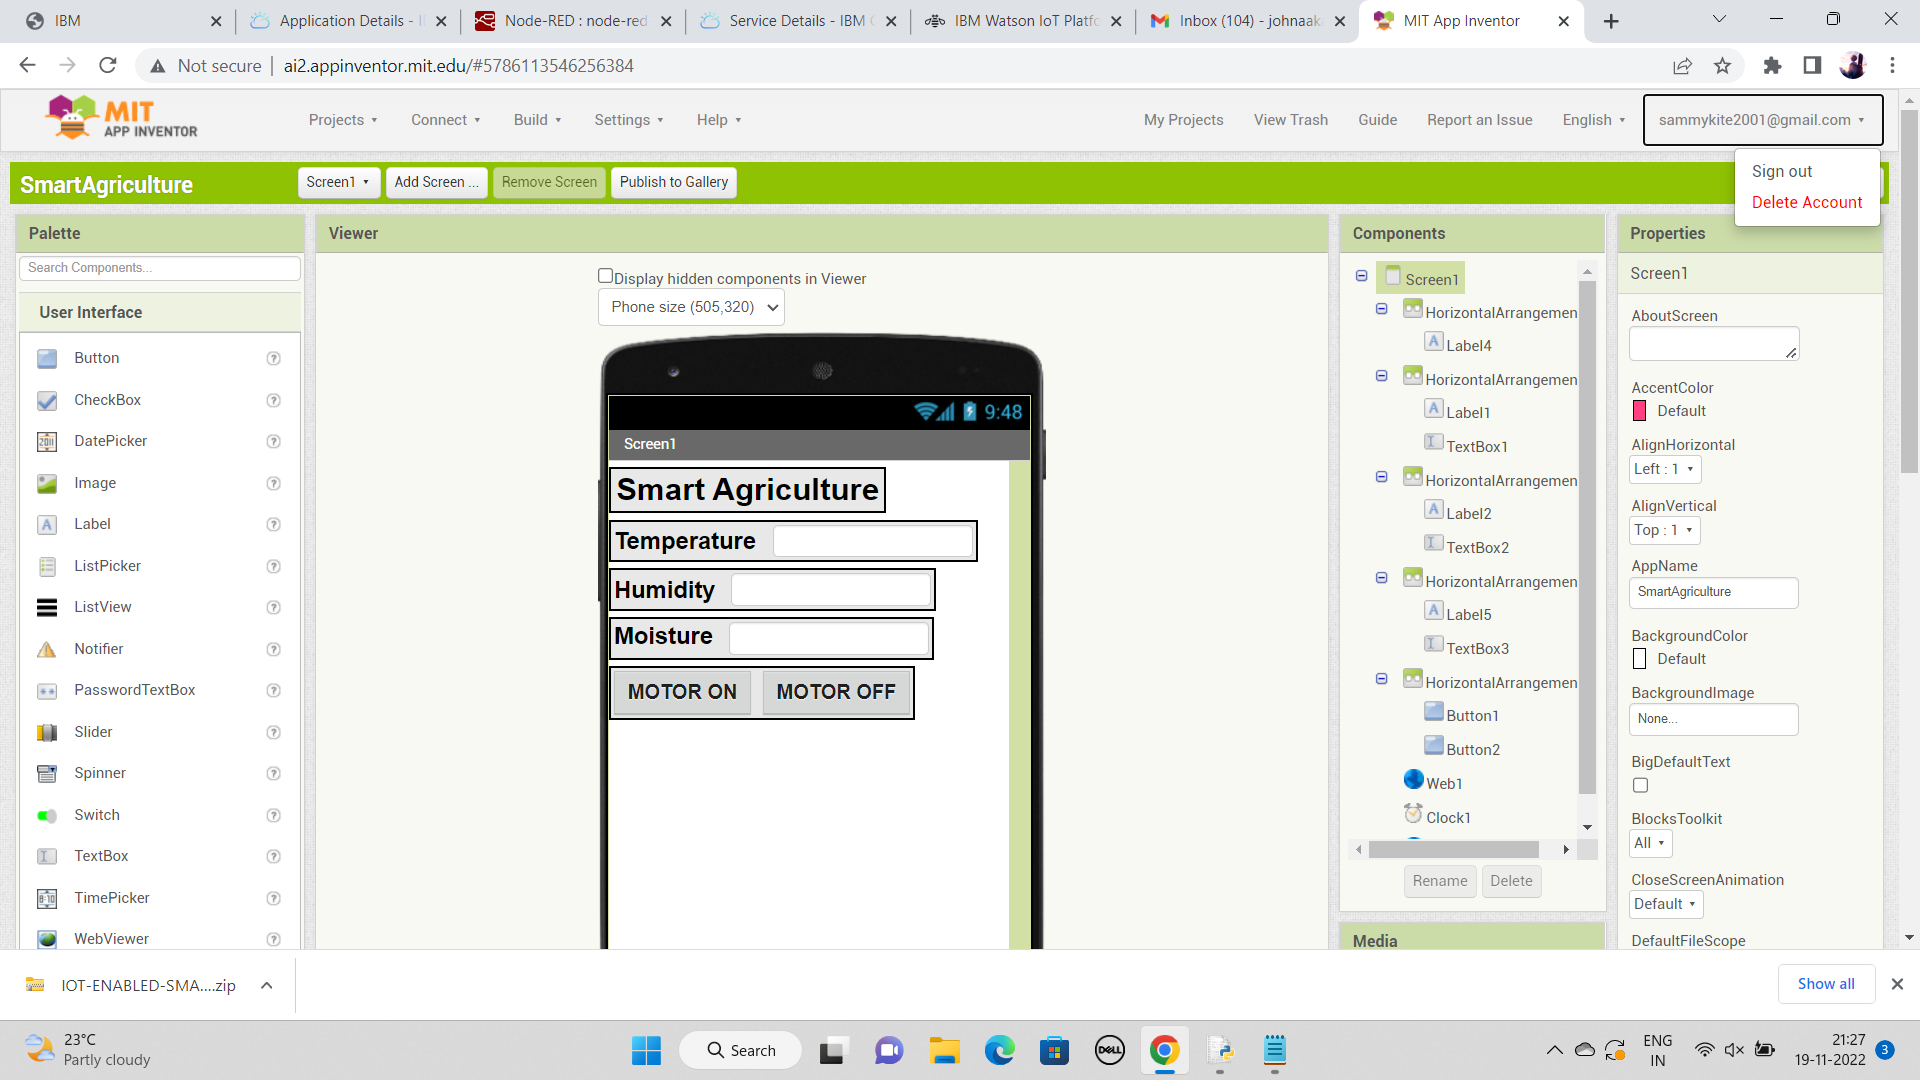 IBM
Application Details - I
Node-RED : node-red
Service Details - IBM
IBM Watson IoT Platf
Inbox (104) - johnaak
MIT App Inventor
Not secure
ai2.appinventor.mit.edu/#5786113546256384
MIT
APP INVENTOR
Projects
Connect
Build
Settings
Help
My Projects
View Trash
Guide
Report an Issue
English
sammykite2001@gmail.com
Sign out
Delete Account
SmartAgriculture
Screen1
Add Screen ...
Remove Screen
Publish to Gallery
Palette
Search Components...
User Interface
Button
CheckBox
DatePicker
Image
Label
ListPicker
ListView
Notifier
PasswordTextBox
Slider
Spinner
Switch
TextBox
TimePicker
WebViewer
Viewer
Display hidden components in Viewer
Phone size (505,320)
9:48
Screen1
Smart Agriculture
Temperature
Humidity
Moisture
MOTOR ON MOTOR OFF
Components
Screen1
HorizontalArrangemen
Label4
HorizontalArrangemen
Label1
TextBox1
HorizontalArrangemen
Label2
TextBox2
HorizontalArrangemen
Label5
TextBox3
HorizontalArrangemen
Button1
Button2
Web1
Clock1
Rename
Delete
Media
Properties
Screen1
AboutScreen
AccentColor
Default
AlignHorizontal
Left : 1
AlignVertical
Top : 1
AppName
SmartAgriculture
BackgroundColor
Default
BackgroundImage
None...
BigDefaultText
BlocksToolkit
All
CloseScreenAnimation
Default
DefaultFileScope
IOT-ENABLED-SMA....zip
Show all
23°C
Partly cloudy
Search
DELL
ENG
IN
21:27
19-11-2022
3